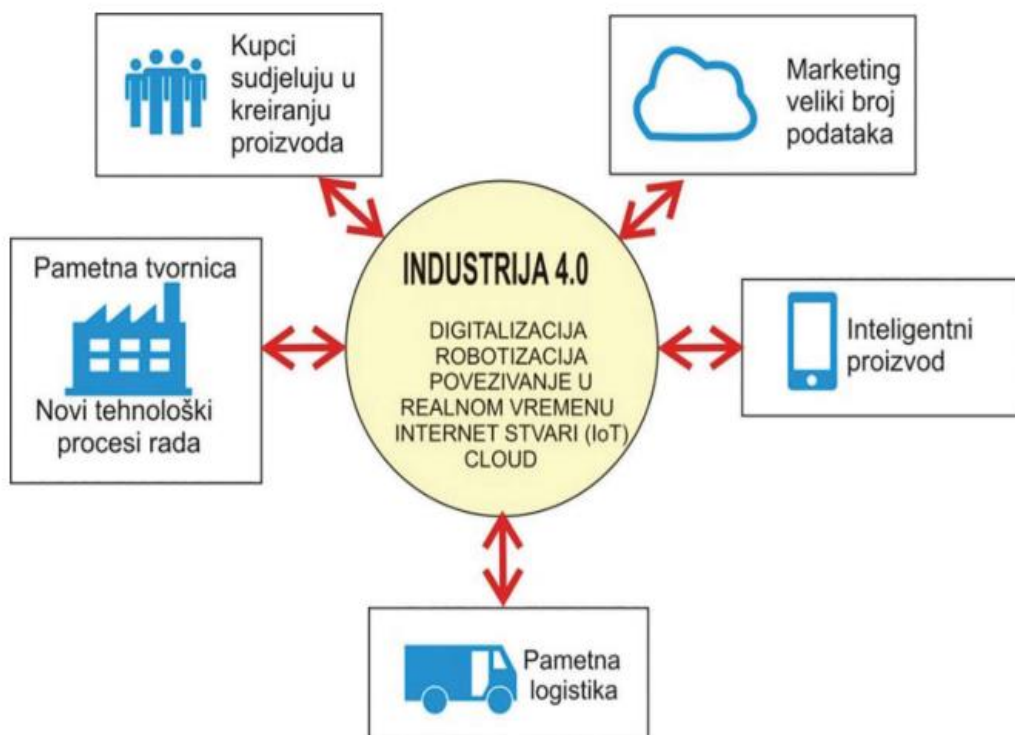 Kupci
sudjeluju u
kreiranju
proizvoda
Marketing
veliki broj
podataka
Pametna tvornica
Novi tehnološki
procesi rada
INDUSTRIJA 4.0
DIGITALIZACIJA
ROBOTIZACIJA
POVEZIVANJE U
REALNOM VREMENU
INTERNET STVARI (IoT)
CLOUD
Inteligentni
proizvod
Pametna
logistika